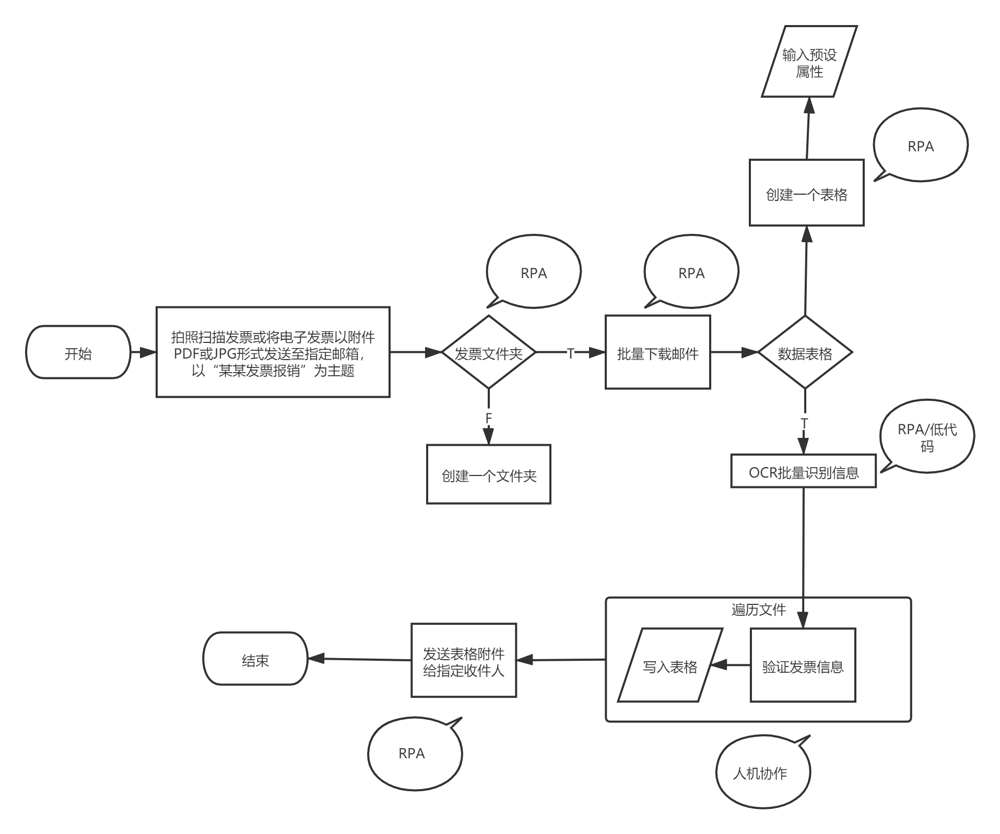 输入预设
属性
RPA
创建一个表格
RPA
RPA
开始
拍照扫描发票或将电子发票以附件
PDF或JPG形式发送至指定邮箱，
以“某某发票报销”为主题
发票文件夹
T
批量下载邮件
数据表格
F
T
RPA/低代
码
创建一个文件夹
OCR批量识别信息
遍历文件
结束
发送表格附件
给指定收件人
写入表格
验证发票信息
RPA
人机协作